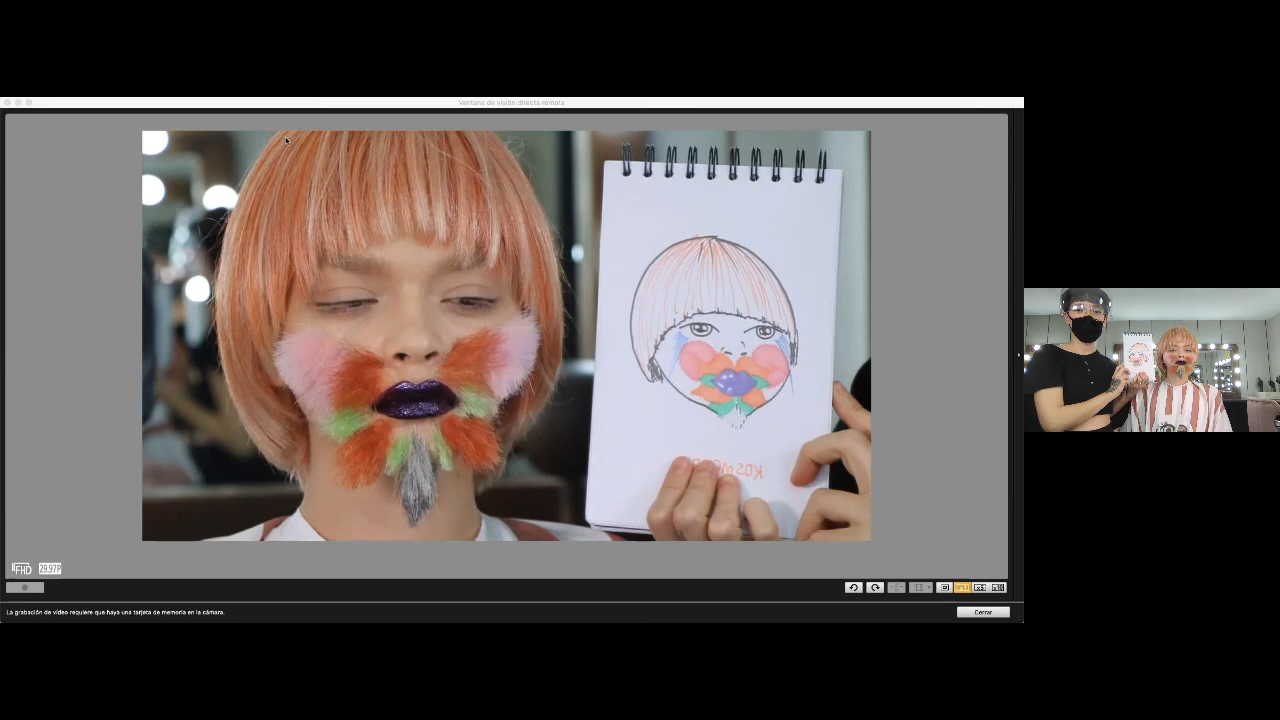 Ventana de visión directa remota
FHD 29.97P
La grabación de vídeo requiere que haya una tarjeta de memoria en la cámara.
Cerrar